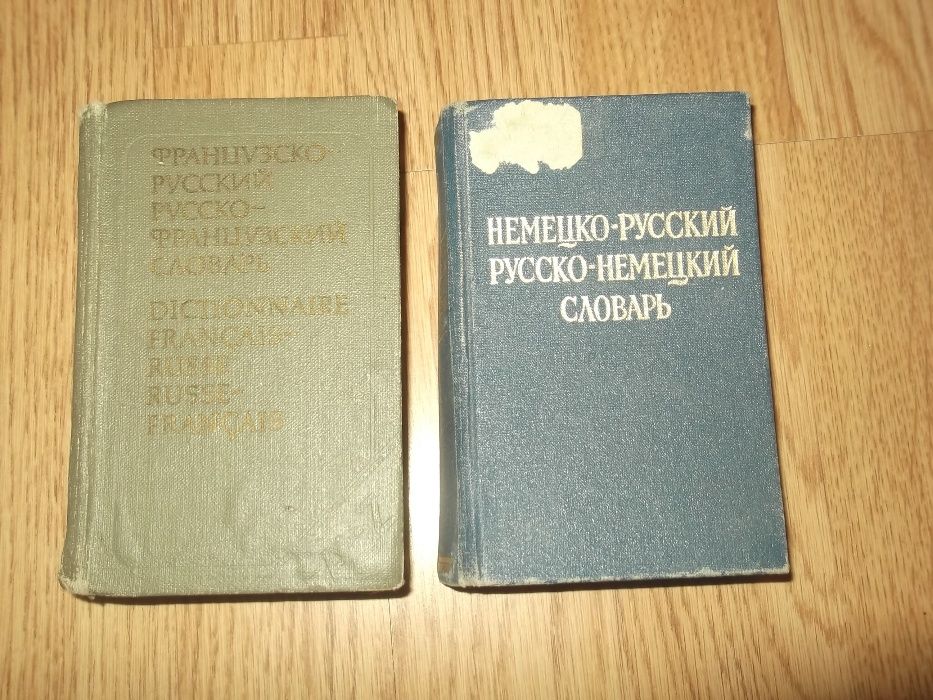 ФРАНЦУЗСКО-
РУССКИЙ
РУССКО-
ФРАНЦУЗСКИЙ
СЛОВАРЬ
DICTIONNAIRE
FRANÇAIS-
RUSSE
RUSSE-
FRANÇAIS
НЕМЕЦКО-РУССКИЙ
РУССКО-НЕМЕЦКИЙ
СЛОВАРЬ